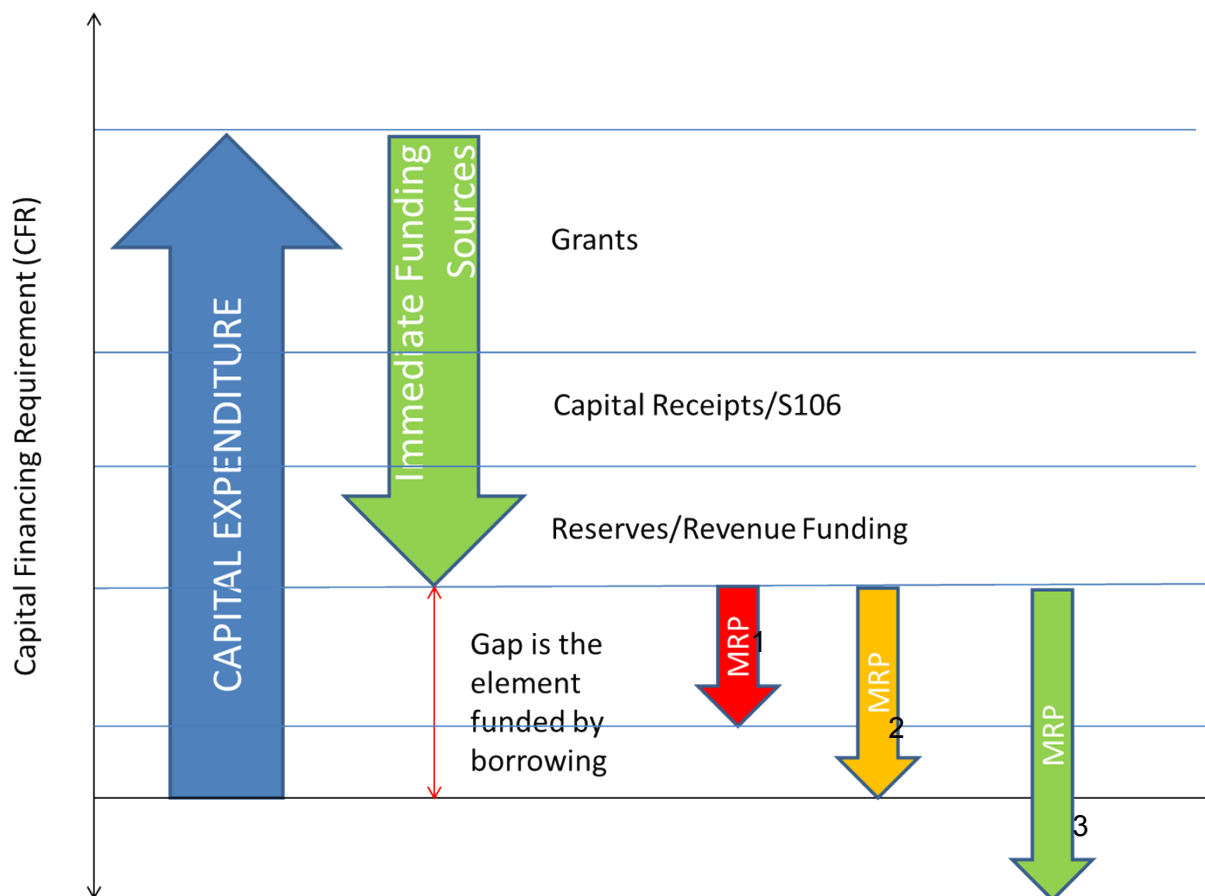 Capital Financing Requirement (CFR)
CAPITAL EXPENDITURE
Immediate Funding
Sources
Grants
Capital Receipts/S106
Reserves/Revenue Funding
Gap is the
element
funded by
borrowing
MRP
1
MRP
2
MRP
3